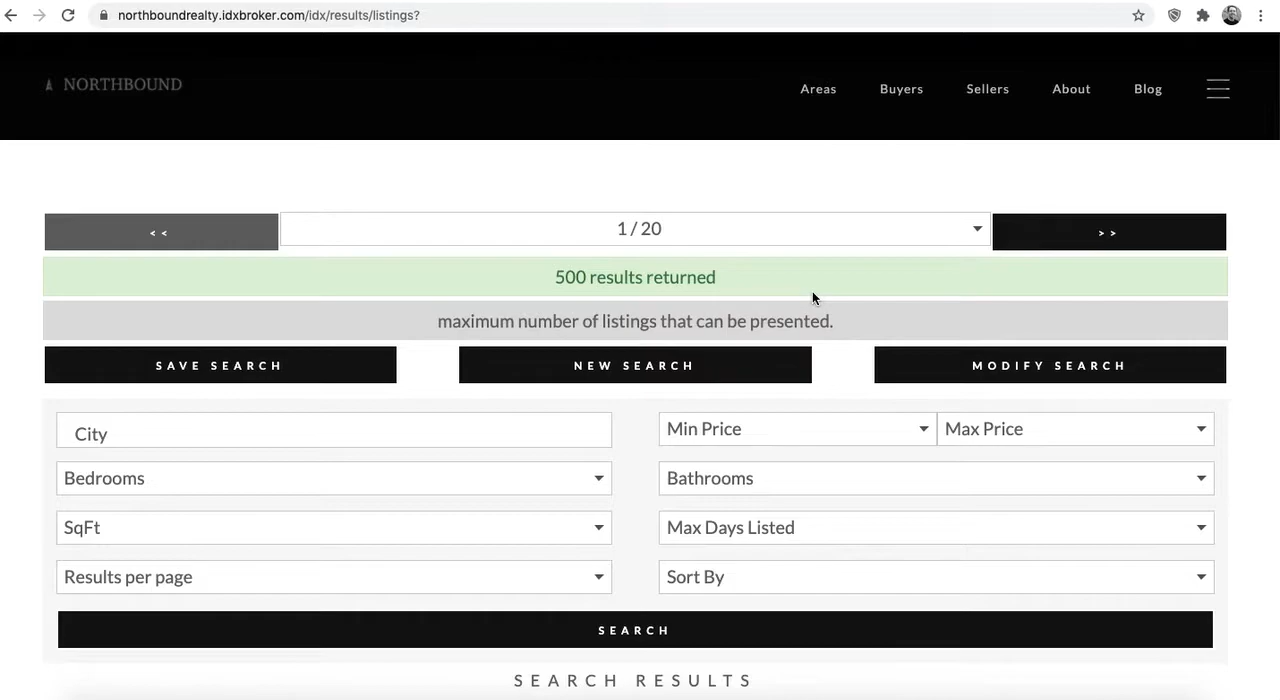 northboundrealty.idxbroker.com/idx/results/listings?
NORTHBOUND
Areas Buyers Sellers About Blog
<< 1 / 20 >>
500 results returned
maximum number of listings that can be presented.
SAVE SEARCH NEW SEARCH MODIFY SEARCH
City Min Price Max Price
Bedrooms Bathrooms
SqFt Max Days Listed
Results per page Sort By
SEARCH
SEARCH RESULTS